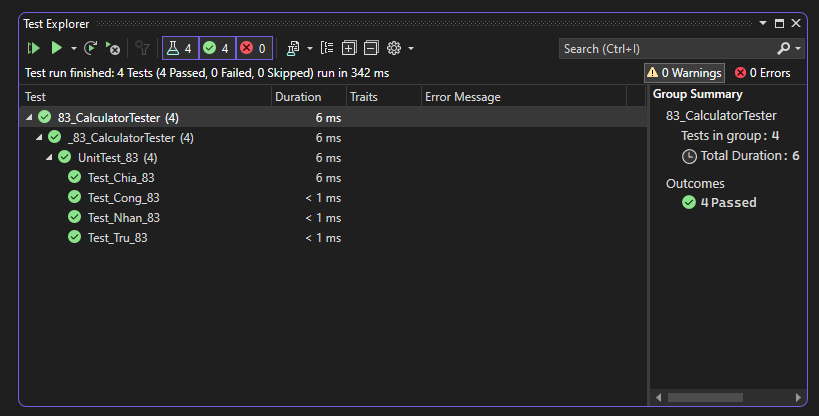 Test Explorer
4 4 0 Search (Ctrl+I)
Test run finished: 4 Tests (4 Passed, 0 Failed, 0 Skipped) run in 342 ms 0 Warnings 0 Errors
Test Duration Traits Error Message
83_CalculatorTester (4) 6 ms
_83_CalculatorTester (4) 6 ms
UnitTest_83 (4) 6 ms
Test_Chia_83 6 ms
Test_Cong_83 < 1 ms
Test_Nhan_83 < 1 ms
Test_Tru_83 < 1 ms
Group Summary
83_CalculatorTester
Tests in group: 4
Total Duration: 6
Outcomes
4 Passed